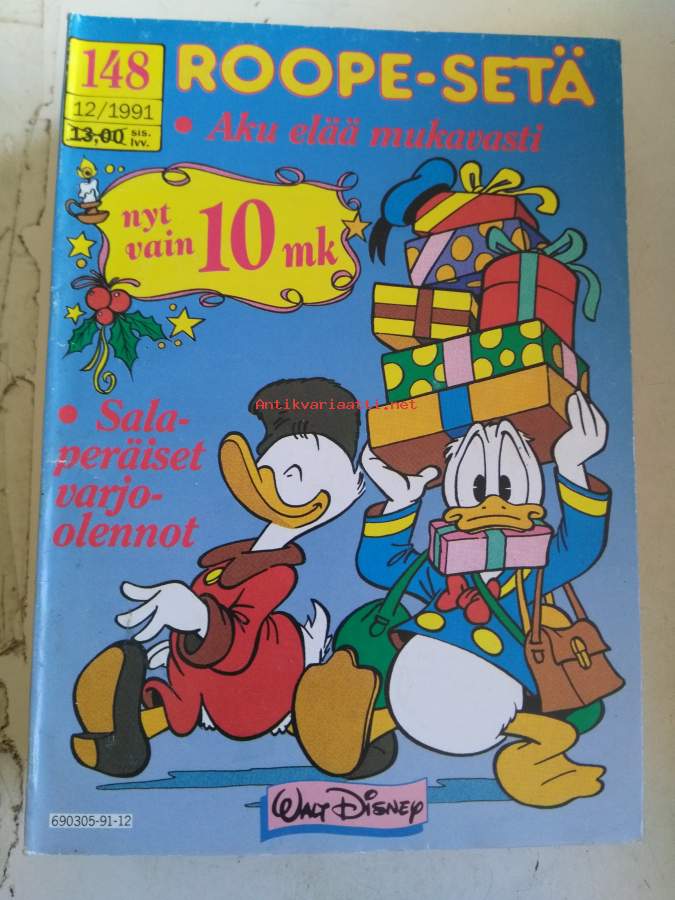 148
ROOPE-SETÄ
12/1991
13,00 sis. lvv.
• Aku elää mukavasti
nyt
vain 10 mk
• Sala-
peräiset
varjo-
olennot
Antikvariaatti.net
WALT DISNEY
690305-91-12